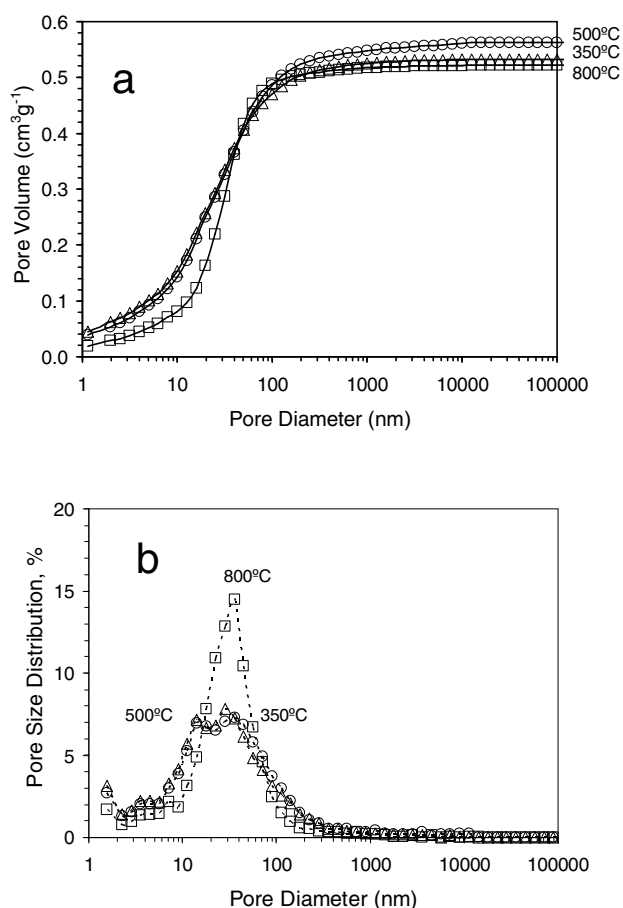 0.6
0.5
0.4
0.3
0.2
0.1
0.0
Pore Volume (cm³g⁻¹)
a
500ºC
350ºC
800ºC
1 10 100 1000 10000 100000
Pore Diameter (nm)
20
15
10
5
0
Pore Size Distribution, %
b
800ºC
500ºC
350ºC
1 10 100 1000 10000 100000
Pore Diameter (nm)